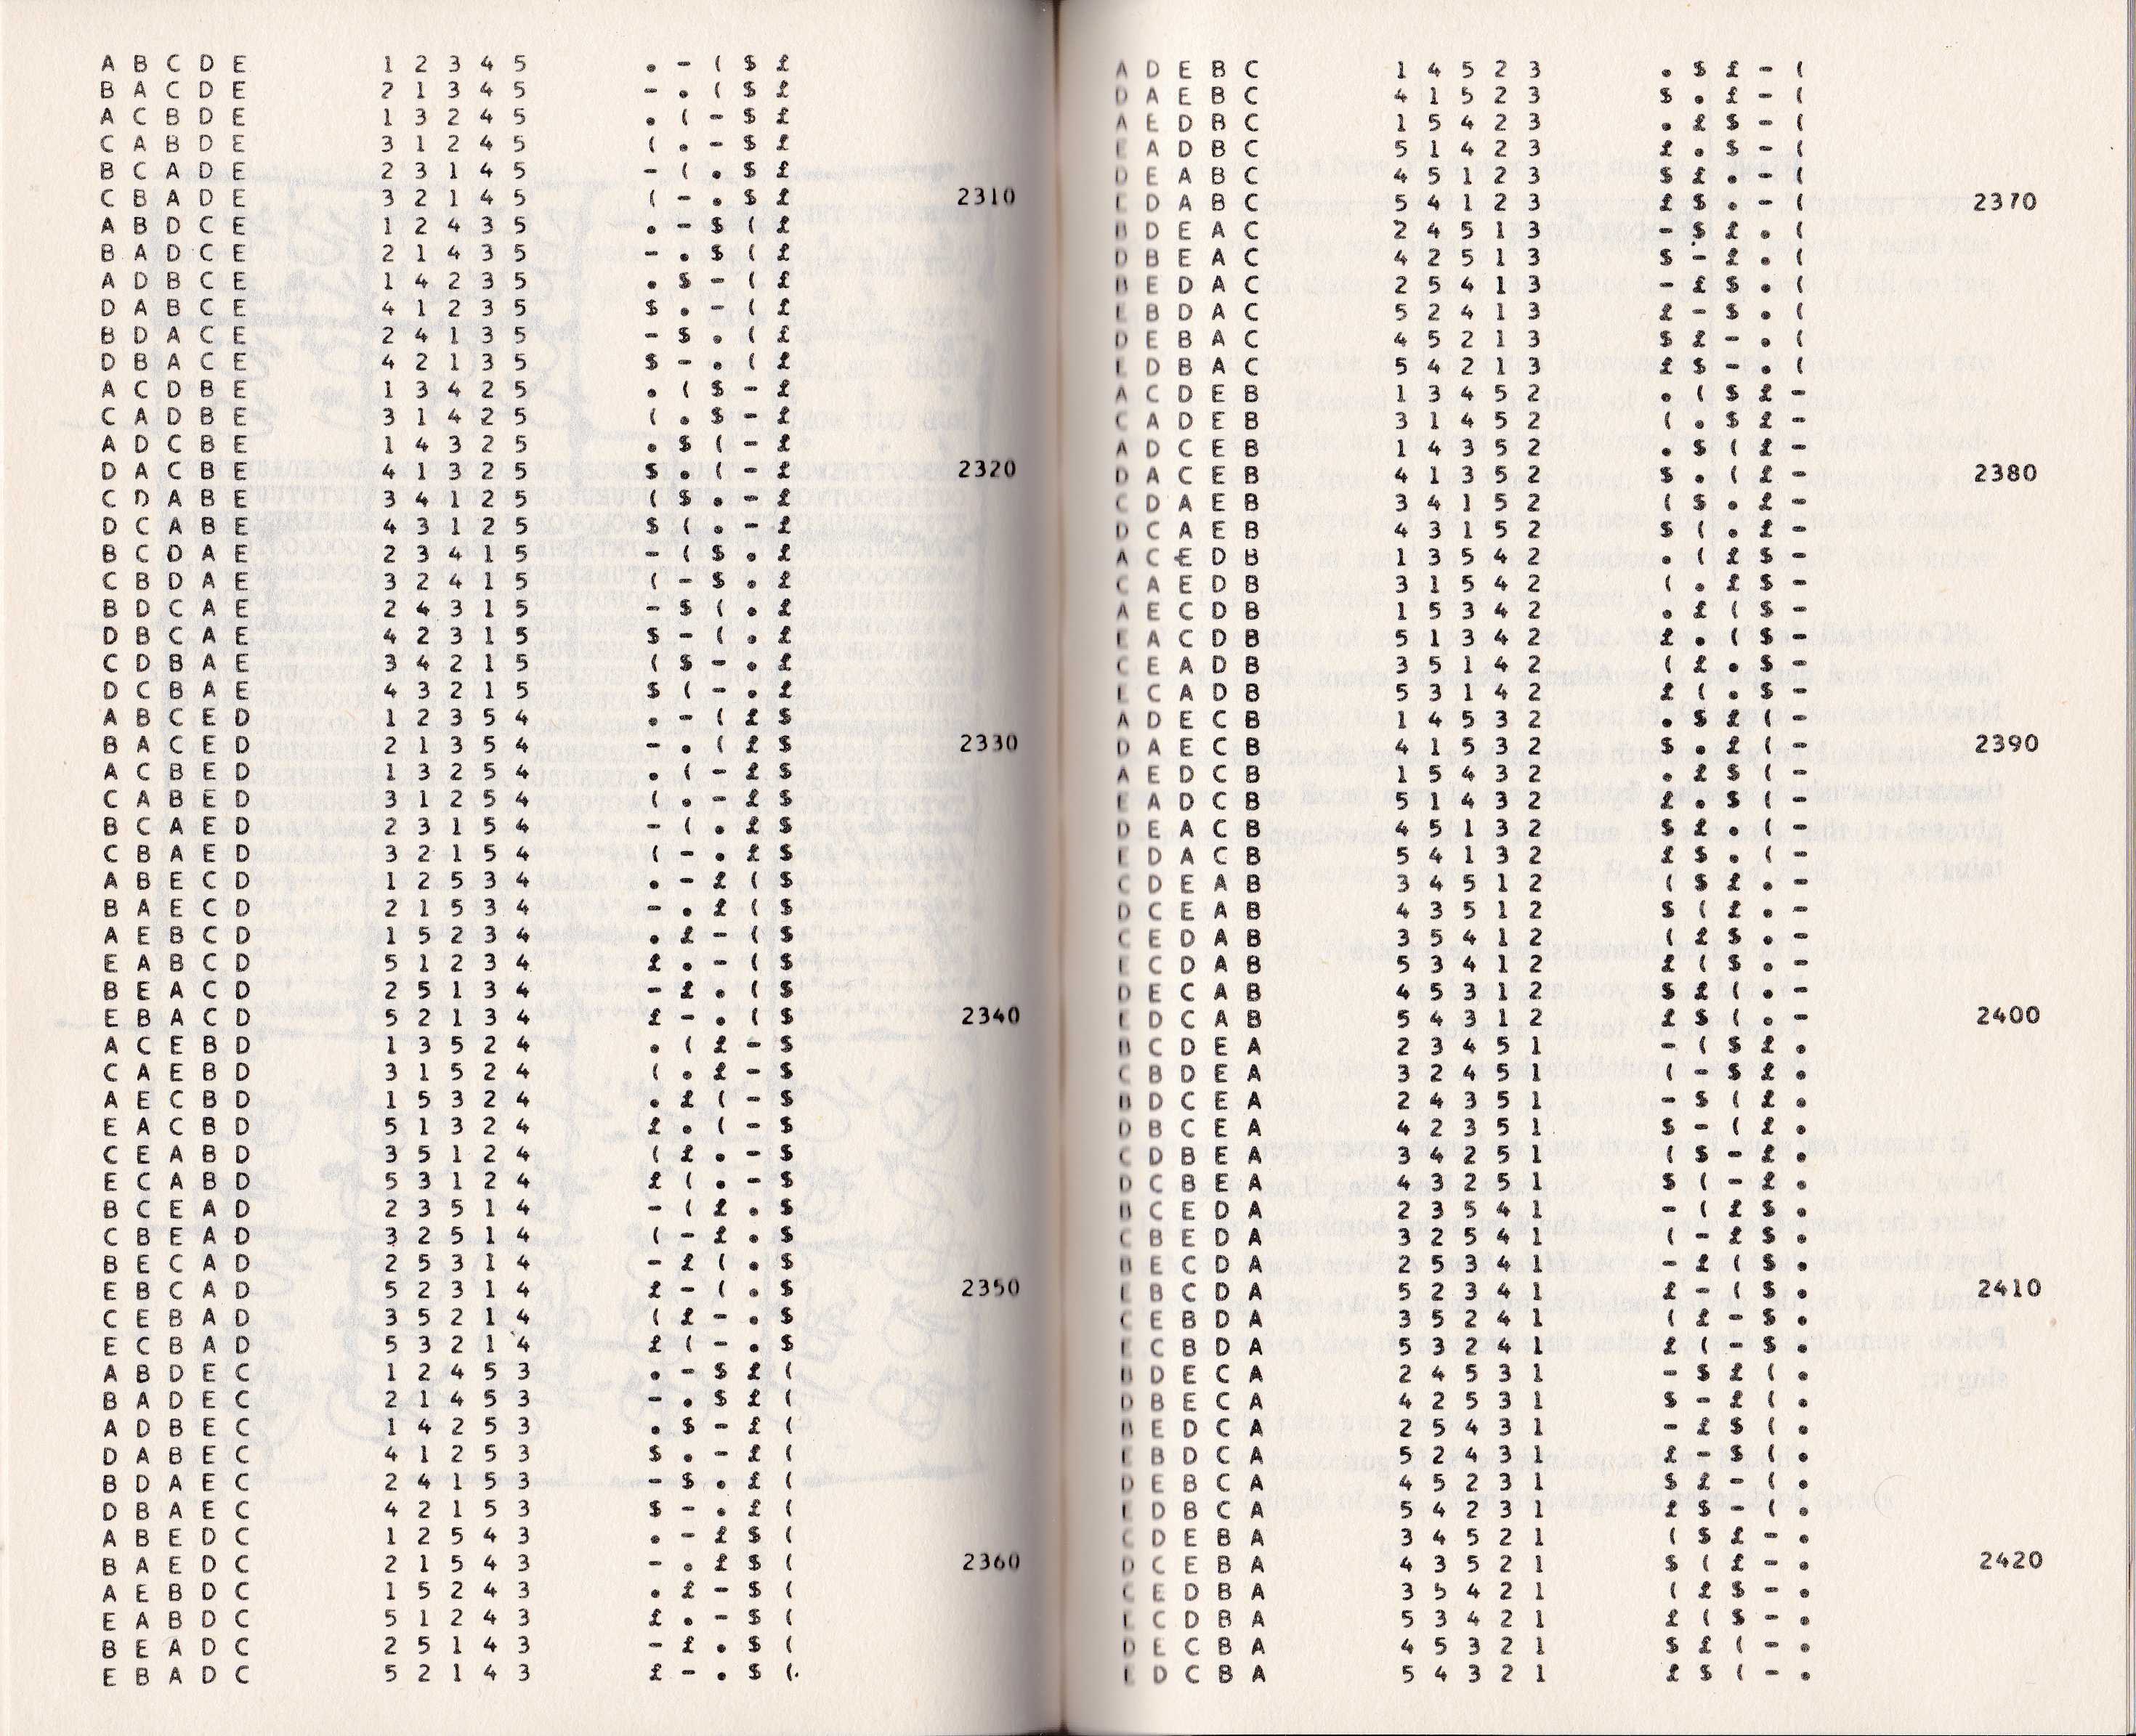 A B C D E 1 2 3 4 5 . - ( $ £
B A C D E 2 1 3 4 5 - . ( $ £
A C B D E 1 3 2 4 5 . ( - $ £
C A B D E 3 1 2 4 5 ( . - $ £
B C A D E 2 3 1 4 5 - ( . $ £
C B A D E 3 2 1 4 5 ( - . $ £ 2310
A B D C E 1 2 4 3 5 . - $ ( £
B A D C E 2 1 4 3 5 - . $ ( £
A D B C E 1 4 2 3 5 . $ - ( £
D A B C E 4 1 2 3 5 $ . - ( £
B D A C E 2 4 1 3 5 - $ . ( £
D B A C E 4 2 1 3 5 $ - . ( £
A C D B E 1 3 4 2 5 . ( $ - £
C A D B E 3 1 4 2 5 ( . $ - £
A D C B E 1 4 3 2 5 . $ ( - £
D A C B E 4 1 3 2 5 $ . ( - £ 2320
C D A B E 3 4 1 2 5 ( $ . - £
D C A B E 4 3 1 2 5 $ ( . - £
B C D A E 2 3 4 1 5 - ( $ . £
C B D A E 3 2 4 1 5 ( - $ . £
B D C A E 2 4 3 1 5 - $ ( . £
D B C A E 4 2 3 1 5 $ - ( . £
C D B A E 3 4 2 1 5 ( $ - . £
D C B A E 4 3 2 1 5 $ ( - . £
A B C E D 1 2 3 5 4 . - ( £ $
B A C E D 2 1 3 5 4 - . ( £ $ 2330
A C B E D 1 3 2 5 4 . ( - £ $
C A B E D 3 1 2 5 4 ( . - £ $
B C A E D 2 3 1 5 4 - ( . £ $
C B A E D 3 2 1 5 4 ( - . £ $
A B E C D 1 2 5 3 4 . - £ ( $
B A E C D 2 1 5 3 4 - . £ ( $
A E B C D 1 5 2 3 4 . £ - ( $
E A B C D 5 1 2 3 4 £ . - ( $
B E A C D 2 5 1 3 4 - £ . ( $
E B A C D 5 2 1 3 4 £ - . ( $ 2340
A C E B D 1 3 5 2 4 . ( £ - $
C A E B D 3 1 5 2 4 ( . £ - $
A E C B D 1 5 3 2 4 . £ ( - $
E A C B D 5 1 3 2 4 £ . ( - $
C E A B D 3 5 1 2 4 ( £ . - $
E C A B D 5 3 1 2 4 £ ( . - $
B C E A D 2 3 5 1 4 - ( £ . $
C B E A D 3 2 5 1 4 ( - £ . $
B E C A D 2 5 3 1 4 - £ ( . $
E B C A D 5 2 3 1 4 £ - ( . $ 2350
C E B A D 3 5 2 1 4 ( £ - . $
E C B A D 5 3 2 1 4 £ ( - . $
A B D E C 1 2 4 5 3 . - $ £ (
B A D E C 2 1 4 5 3 - . $ £ (
A D B E C 1 4 2 5 3 . $ - £ (
D A B E C 4 1 2 5 3 $ . - £ (
B D A E C 2 4 1 5 3 - $ . £ (
D B A E C 4 2 1 5 3 $ - . £ (
A B E D C 1 2 5 4 3 . - £ $ (
B A E D C 2 1 5 4 3 - . £ $ ( 2360
A E B D C 1 5 2 4 3 . £ - $ (
E A B D C 5 1 2 4 3 £ . - $ (
B E A D C 2 5 1 4 3 - £ . $ (
E B A D C 5 2 1 4 3 £ - . $ (
A D E B C 1 4 5 2 3 . $ £ - (
D A E B C 4 1 5 2 3 $ . £ - (
A E D B C 1 5 4 2 3 . £ $ - (
E A D B C 5 1 4 2 3 £ . $ - (
D E A B C 4 5 1 2 3 $ £ . - (
E D A B C 5 4 1 2 3 £ $ . - ( 2370
B D E A C 2 4 5 1 3 - $ £ . (
D B E A C 4 2 5 1 3 $ - £ . (
B E D A C 2 5 4 1 3 - £ $ . (
E B D A C 5 2 4 1 3 £ - $ . (
D E B A C 4 5 2 1 3 $ £ - . (
E D B A C 5 4 2 1 3 £ $ - . (
A C D E B 1 3 4 5 2 . ( $ £ -
C A D E B 3 1 4 5 2 ( . $ £ -
A D C E B 1 4 3 5 2 . $ ( £ -
D A C E B 4 1 3 5 2 $ . ( £ - 2380
C D A E B 3 4 1 5 2 ( $ . £ -
D C A E B 4 3 1 5 2 $ ( . £ -
A C E D B 1 3 5 4 2 . ( £ $ -
C A E D B 3 1 5 4 2 ( . £ $ -
A E C D B 1 5 3 4 2 . £ ( $ -
E A C D B 5 1 3 4 2 £ . ( $ -
C E A D B 3 5 1 4 2 ( £ . $ -
E C A D B 5 3 1 4 2 £ ( . $ -
A D E C B 1 4 5 3 2 . $ £ ( -
D A E C B 4 1 5 3 2 $ . £ ( - 2390
A E D C B 1 5 4 3 2 . £ $ ( -
E A D C B 5 1 4 3 2 £ . $ ( -
D E A C B 4 5 1 3 2 $ £ . ( -
E D A C B 5 4 1 3 2 £ $ . ( -
C D E A B 3 4 5 1 2 ( $ £ . -
D C E A B 4 3 5 1 2 $ ( £ . -
C E D A B 3 5 4 1 2 ( £ $ . -
E C D A B 5 3 4 1 2 £ ( $ . -
D E C A B 4 5 3 1 2 $ £ ( . -
E D C A B 5 4 3 1 2 £ $ ( . - 2400
B C D E A 2 3 4 5 1 - ( $ £ .
C B D E A 3 2 4 5 1 ( - $ £ .
B D C E A 2 4 3 5 1 - $ ( £ .
D B C E A 4 2 3 5 1 $ - ( £ .
C D B E A 3 4 2 5 1 ( $ - £ .
D C B E A 4 3 2 5 1 $ ( - £ .
B C E D A 2 3 5 4 1 - ( £ $ .
C B E D A 3 2 5 4 1 ( - £ $ .
B E C D A 2 5 3 4 1 - £ ( $ .
E B C D A 5 2 3 4 1 £ - ( $ . 2410
C E B D A 3 5 2 4 1 ( £ - $ .
E C B D A 5 3 2 4 1 £ ( - $ .
B D E C A 2 4 5 3 1 - $ £ ( .
D B E C A 4 2 5 3 1 $ - £ ( .
B E D C A 2 5 4 3 1 - £ $ ( .
E B D C A 5 2 4 3 1 £ - $ ( .
D E B C A 4 5 2 3 1 $ £ - ( .
E D B C A 5 4 2 3 1 £ $ - ( .
C D E B A 3 4 5 2 1 ( $ £ - .
D C E B A 4 3 5 2 1 $ ( £ - . 2420
C E D B A 3 5 4 2 1 ( £ $ - .
E C D B A 5 3 4 2 1 £ ( $ - .
D E C B A 4 5 3 2 1 $ £ ( - .
E D C B A 5 4 3 2 1 £ $ ( - .